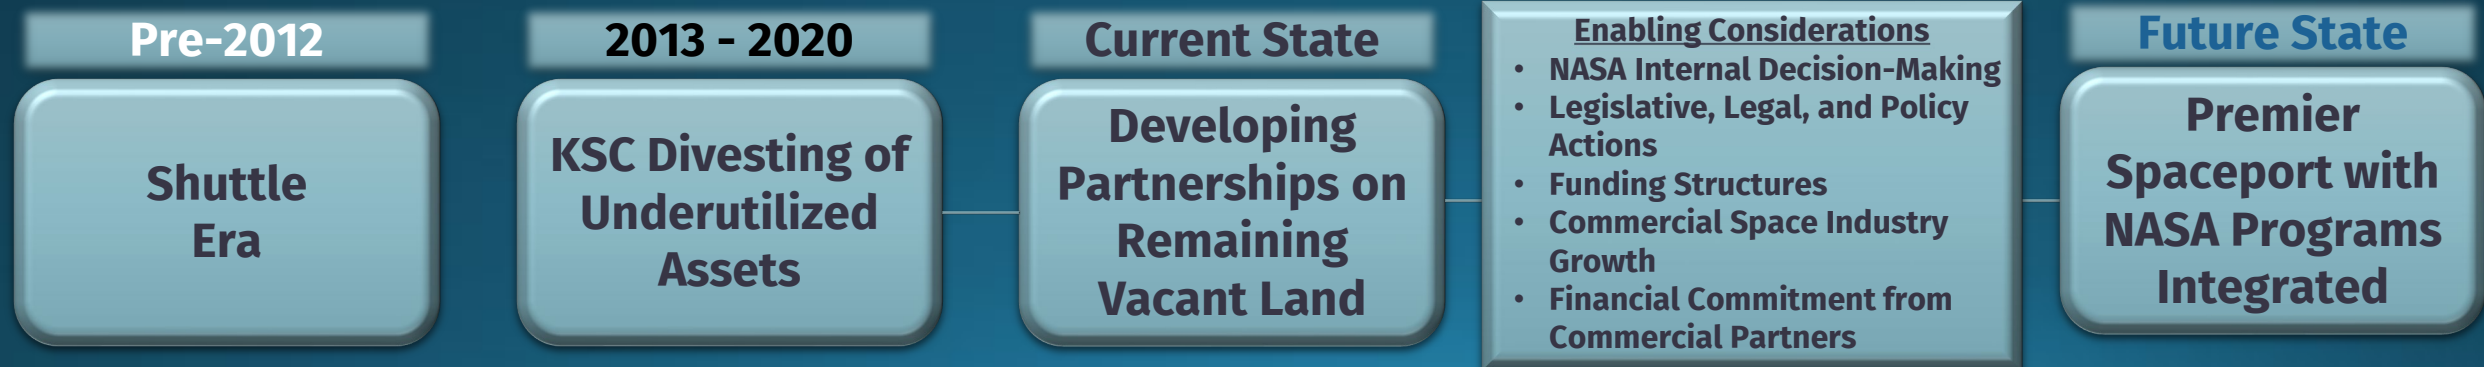 Pre-2012
Shuttle
Era
2013 - 2020
KSC Divesting of
Underutilized
Assets
Current State
Developing
Partnerships on
Remaining
Vacant Land
Enabling Considerations
• NASA Internal Decision-Making
• Legislative, Legal, and Policy
Actions
• Funding Structures
• Commercial Space Industry
Growth
• Financial Commitment from
Commercial Partners
Future State
Premier
Spaceport with
NASA Programs
Integrated